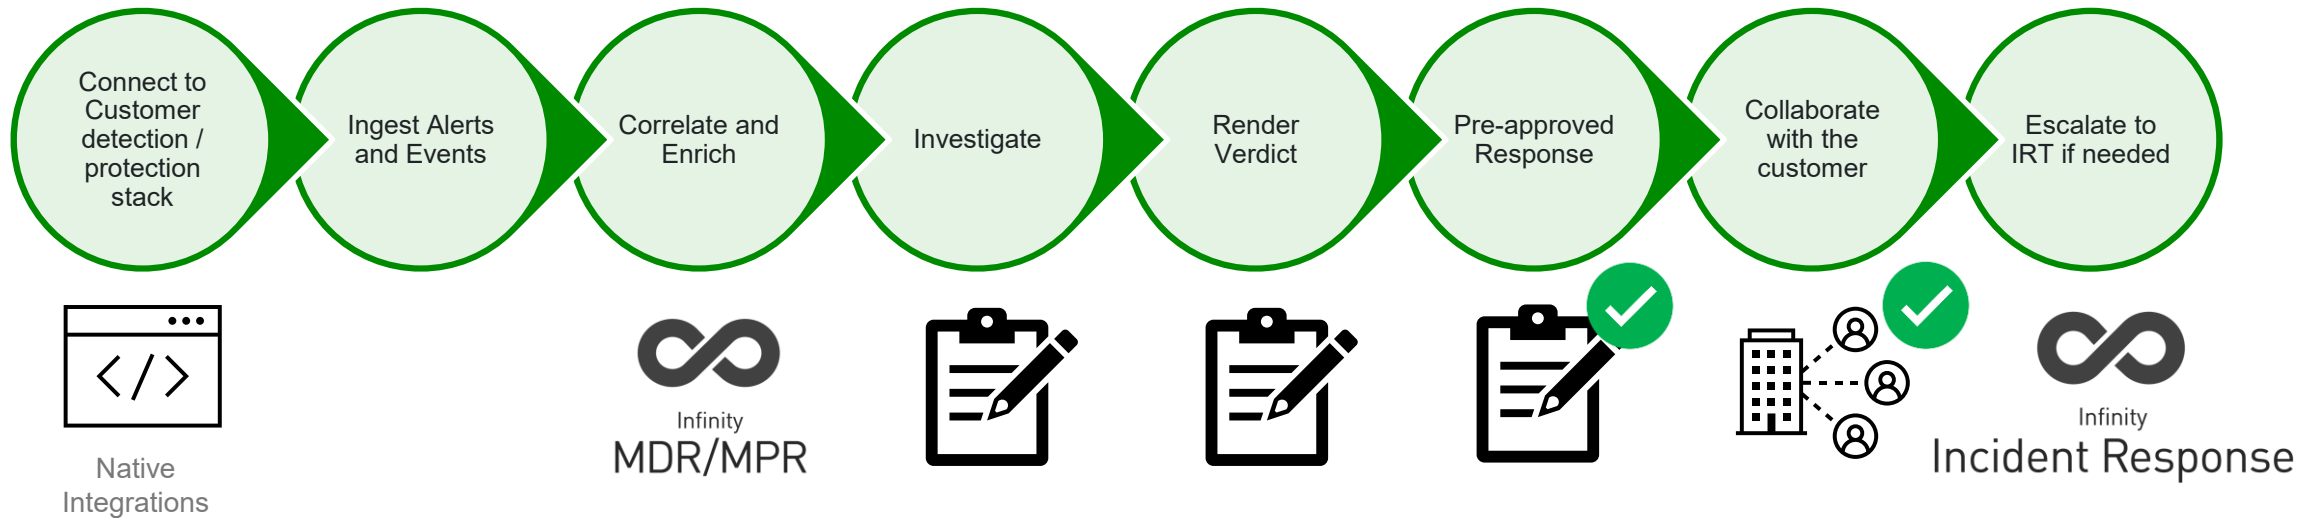 Connect to
Customer
detection /
protection
stack
Ingest Alerts
and Events
Correlate and
Enrich
Investigate
Render
Verdict
Pre-approved
Response
Collaborate
with the
customer
Escalate to
IRT if needed
</>
Native
Integrations
Infinity
MDR/MPR
Infinity
Incident Response